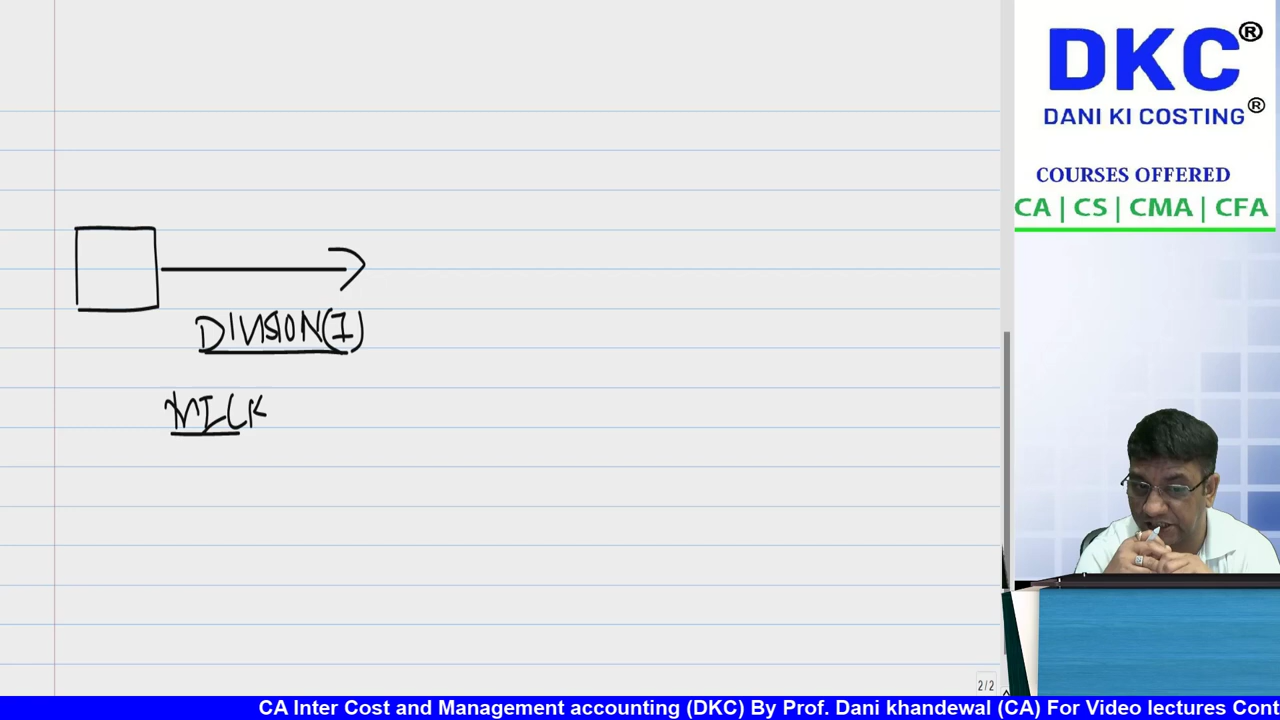 DKC®
DANI KI COSTING®
COURSES OFFERED
CA | CS | CMA | CFA
DIVISION(I)
MILK
2/2
CA Inter Cost and Management accounting (DKC) By Prof. Dani khandewal (CA) For Video lectures Cont